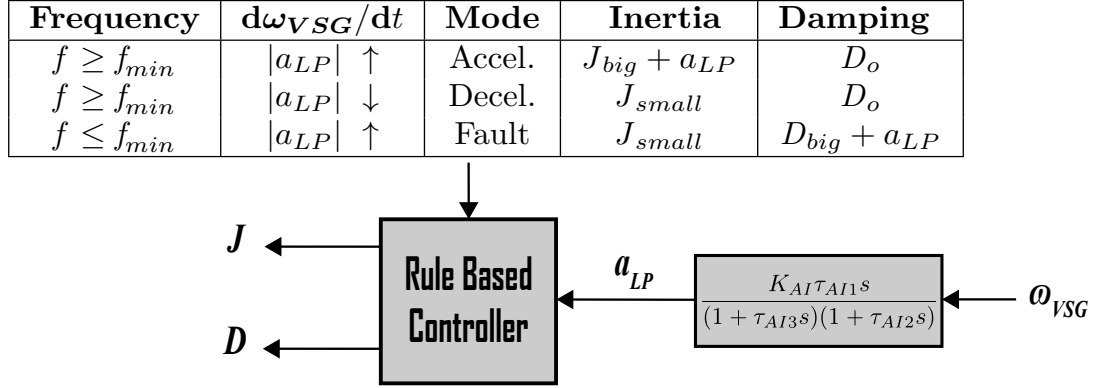 Frequency dω_VSG/dt Mode Inertia Damping
f ≥ f_min |a_LP| ↑ Accel. J_big + a_LP D_o
f ≥ f_min |a_LP| ↓ Decel. J_small D_o
f ≤ f_min |a_LP| ↑ Fault J_small D_big + a_LP
J
Rule Based
Controller
a_LP
K_AI τ_AI1 s
(1 + τ_AI3 s)(1 + τ_AI2 s)
ω_VSG
D